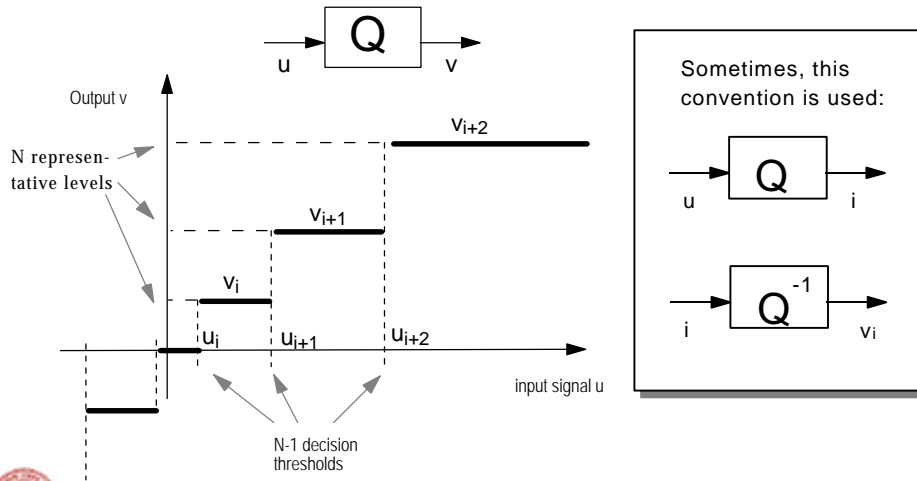 Q
u
v
Output v
N represen-
tative levels
v_{i+2}
v_{i+1}
v_i
u_i
u_{i+1}
u_{i+2}
input signal u
N-1 decision
thresholds
Sometimes, this
convention is used:
Q
u
i
Q^{-1}
i
v_i